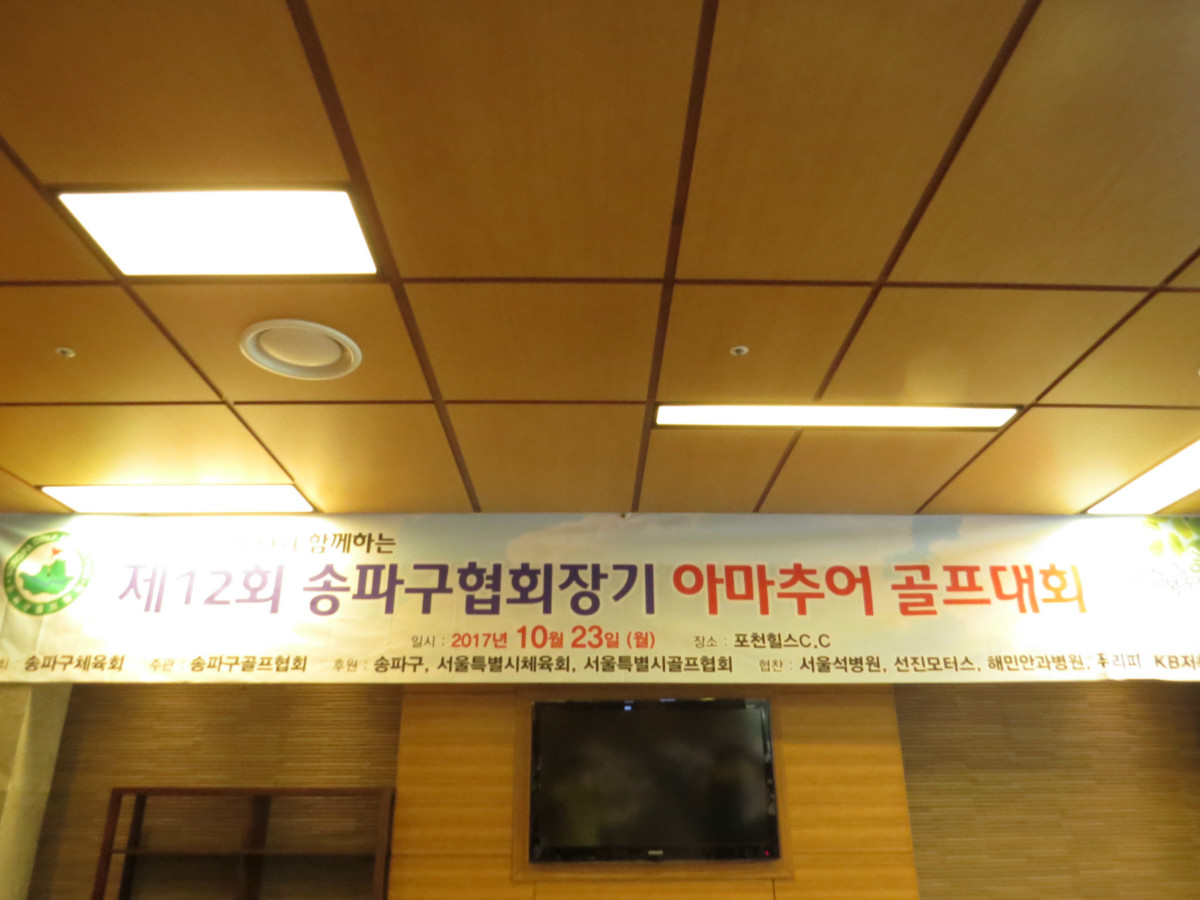 함께하는
제12회 송파구협회장기 아마추어 골프대회
일시 : 2017년 10월 23일 (월) 장소 : 포천힐스C.C
송파구체육회 주관 : 송파구골프협회 후원 : 송파구, 서울특별시체육회, 서울특별시골프협회 협찬 : 서울석병원, 선진모터스, 해민안과병원, KB저축